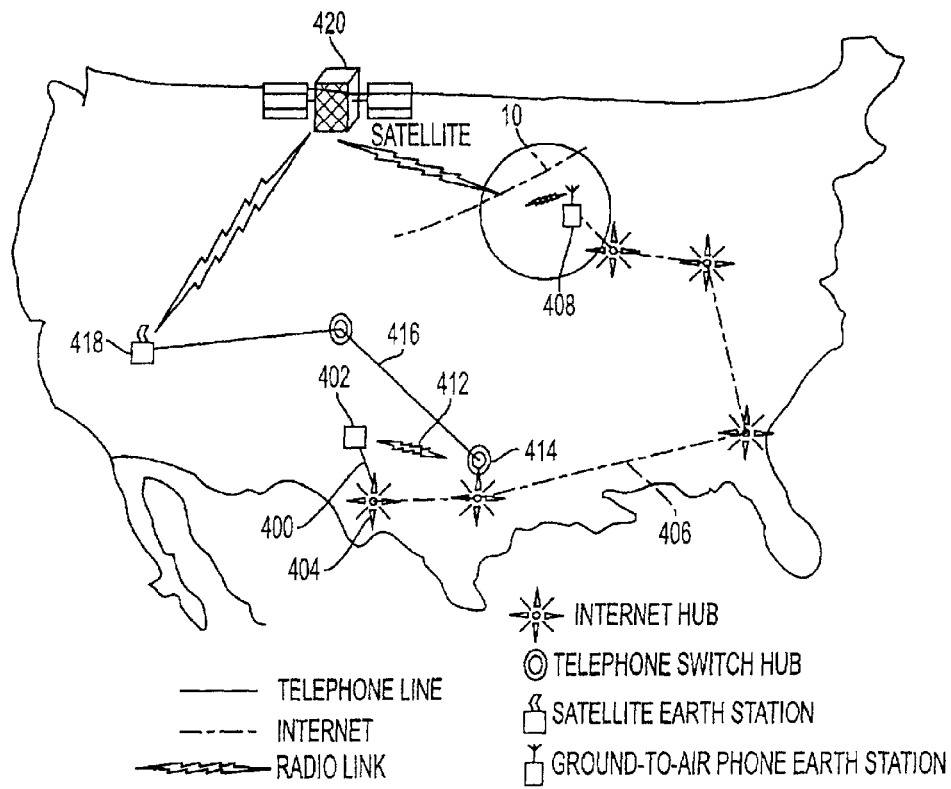 420
SATELLITE
10
408
418
416
402
412
414
400
404
406
INTERNET HUB
TELEPHONE SWITCH HUB
TELEPHONE LINE
SATELLITE EARTH STATION
INTERNET
RADIO LINK
GROUND-TO-AIR PHONE EARTH STATION